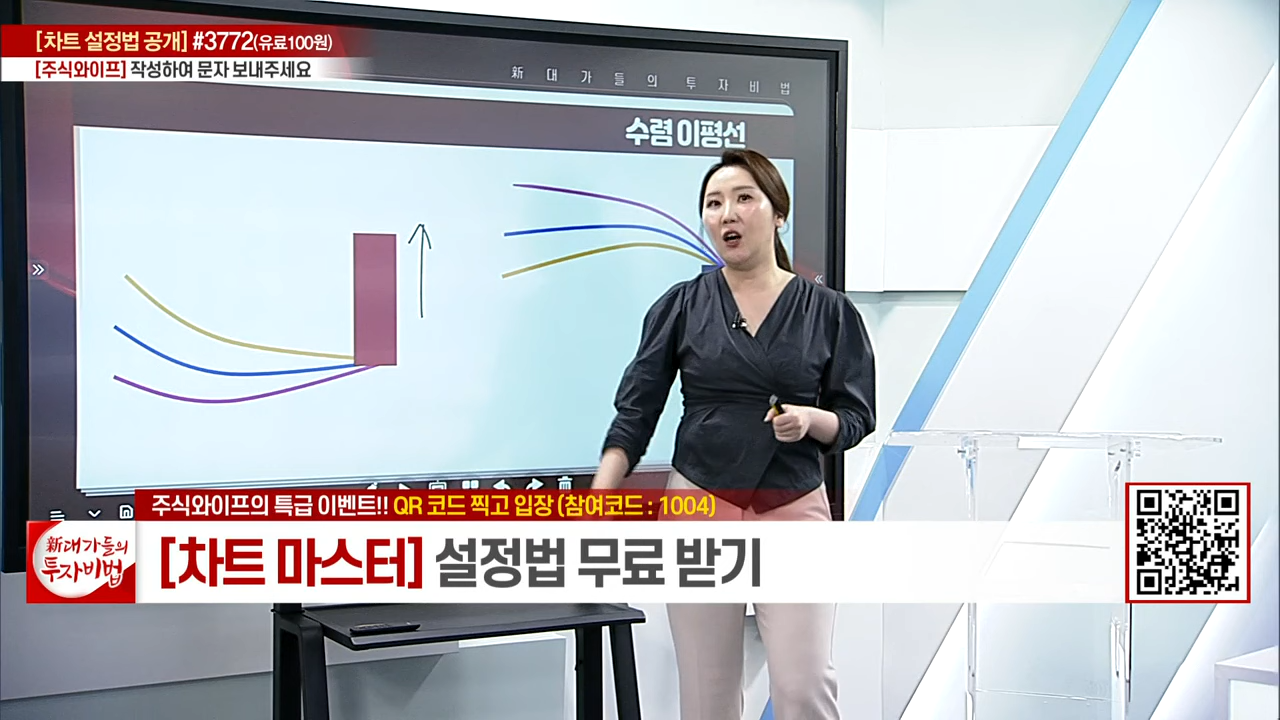 [차트 설정법 공개] #3772(유료100원)
[주식와이프] 작성하여 문자 보내주세요
新 대 가 들 의 투 자 비 법
수렴 이평선
주식와이프의 특급 이벤트!! QR 코드 찍고 입장 (참여코드 : 1004)
新대가들의
투자비법
[차트 마스터] 설정법 무료 받기